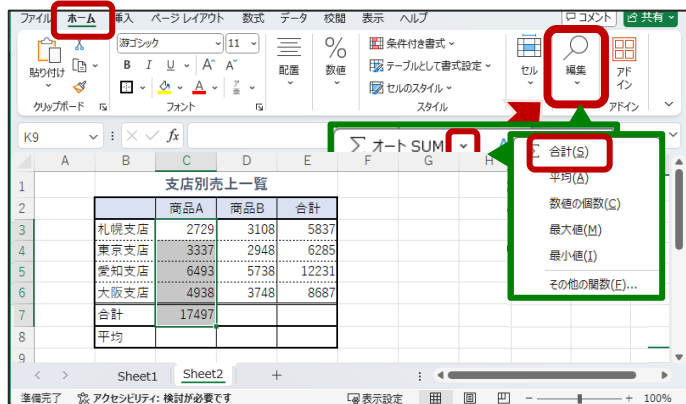 ファイル ホーム 挿入 ページ レイアウト 数式 データ 校閲 表示 ヘルプ コメント 共有
貼り付け
游ゴシック 11
B I U A A
配置
数値
%
条件付き書式
テーブルとして書式設定
セルのスタイル
セル
編集
アド
イン
クリップボード フォント スタイル アドイン
K9 fx
Σ オート SUM
Σ 合計(S)
平均(A)
数値の個数(C)
最大値(M)
最小値(I)
その他の関数(F)...
A B C D E F G H
1 支店別売上一覧
2 商品A 商品B 合計
3 札幌支店 2729 3108 5837
4 東京支店 3337 2948 6285
5 愛知支店 6493 5738 12231
6 大阪支店 4938 3748 8687
7 合計 17497
8 平均
9
Sheet1 Sheet2 +
準備完了 アクセシビリティ: 検討が必要です 表示設定 - + 100%